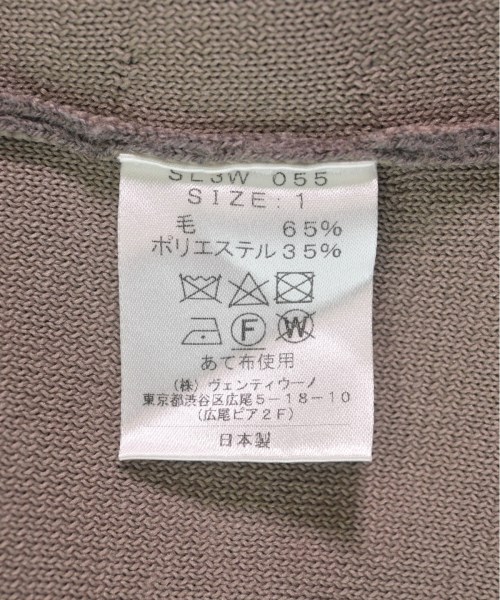 SL3W 055
SIZE: 1
毛 65%
ポリエステル 35%
F W
あて布使用
(株) ヴェンティウーノ
東京都渋谷区広尾5-18-10
(広尾ピア2F)
日本製